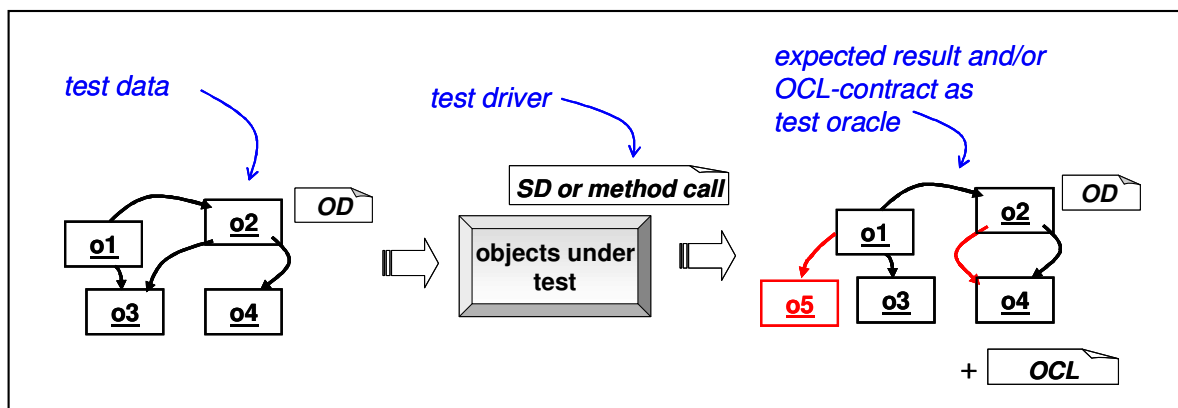 test data
test driver
expected result and/or
OCL-contract as
test oracle
OD
SD or method call
OD
o1
o2
o3
o4
objects under
test
o1
o2
o5
o3
o4
+ OCL